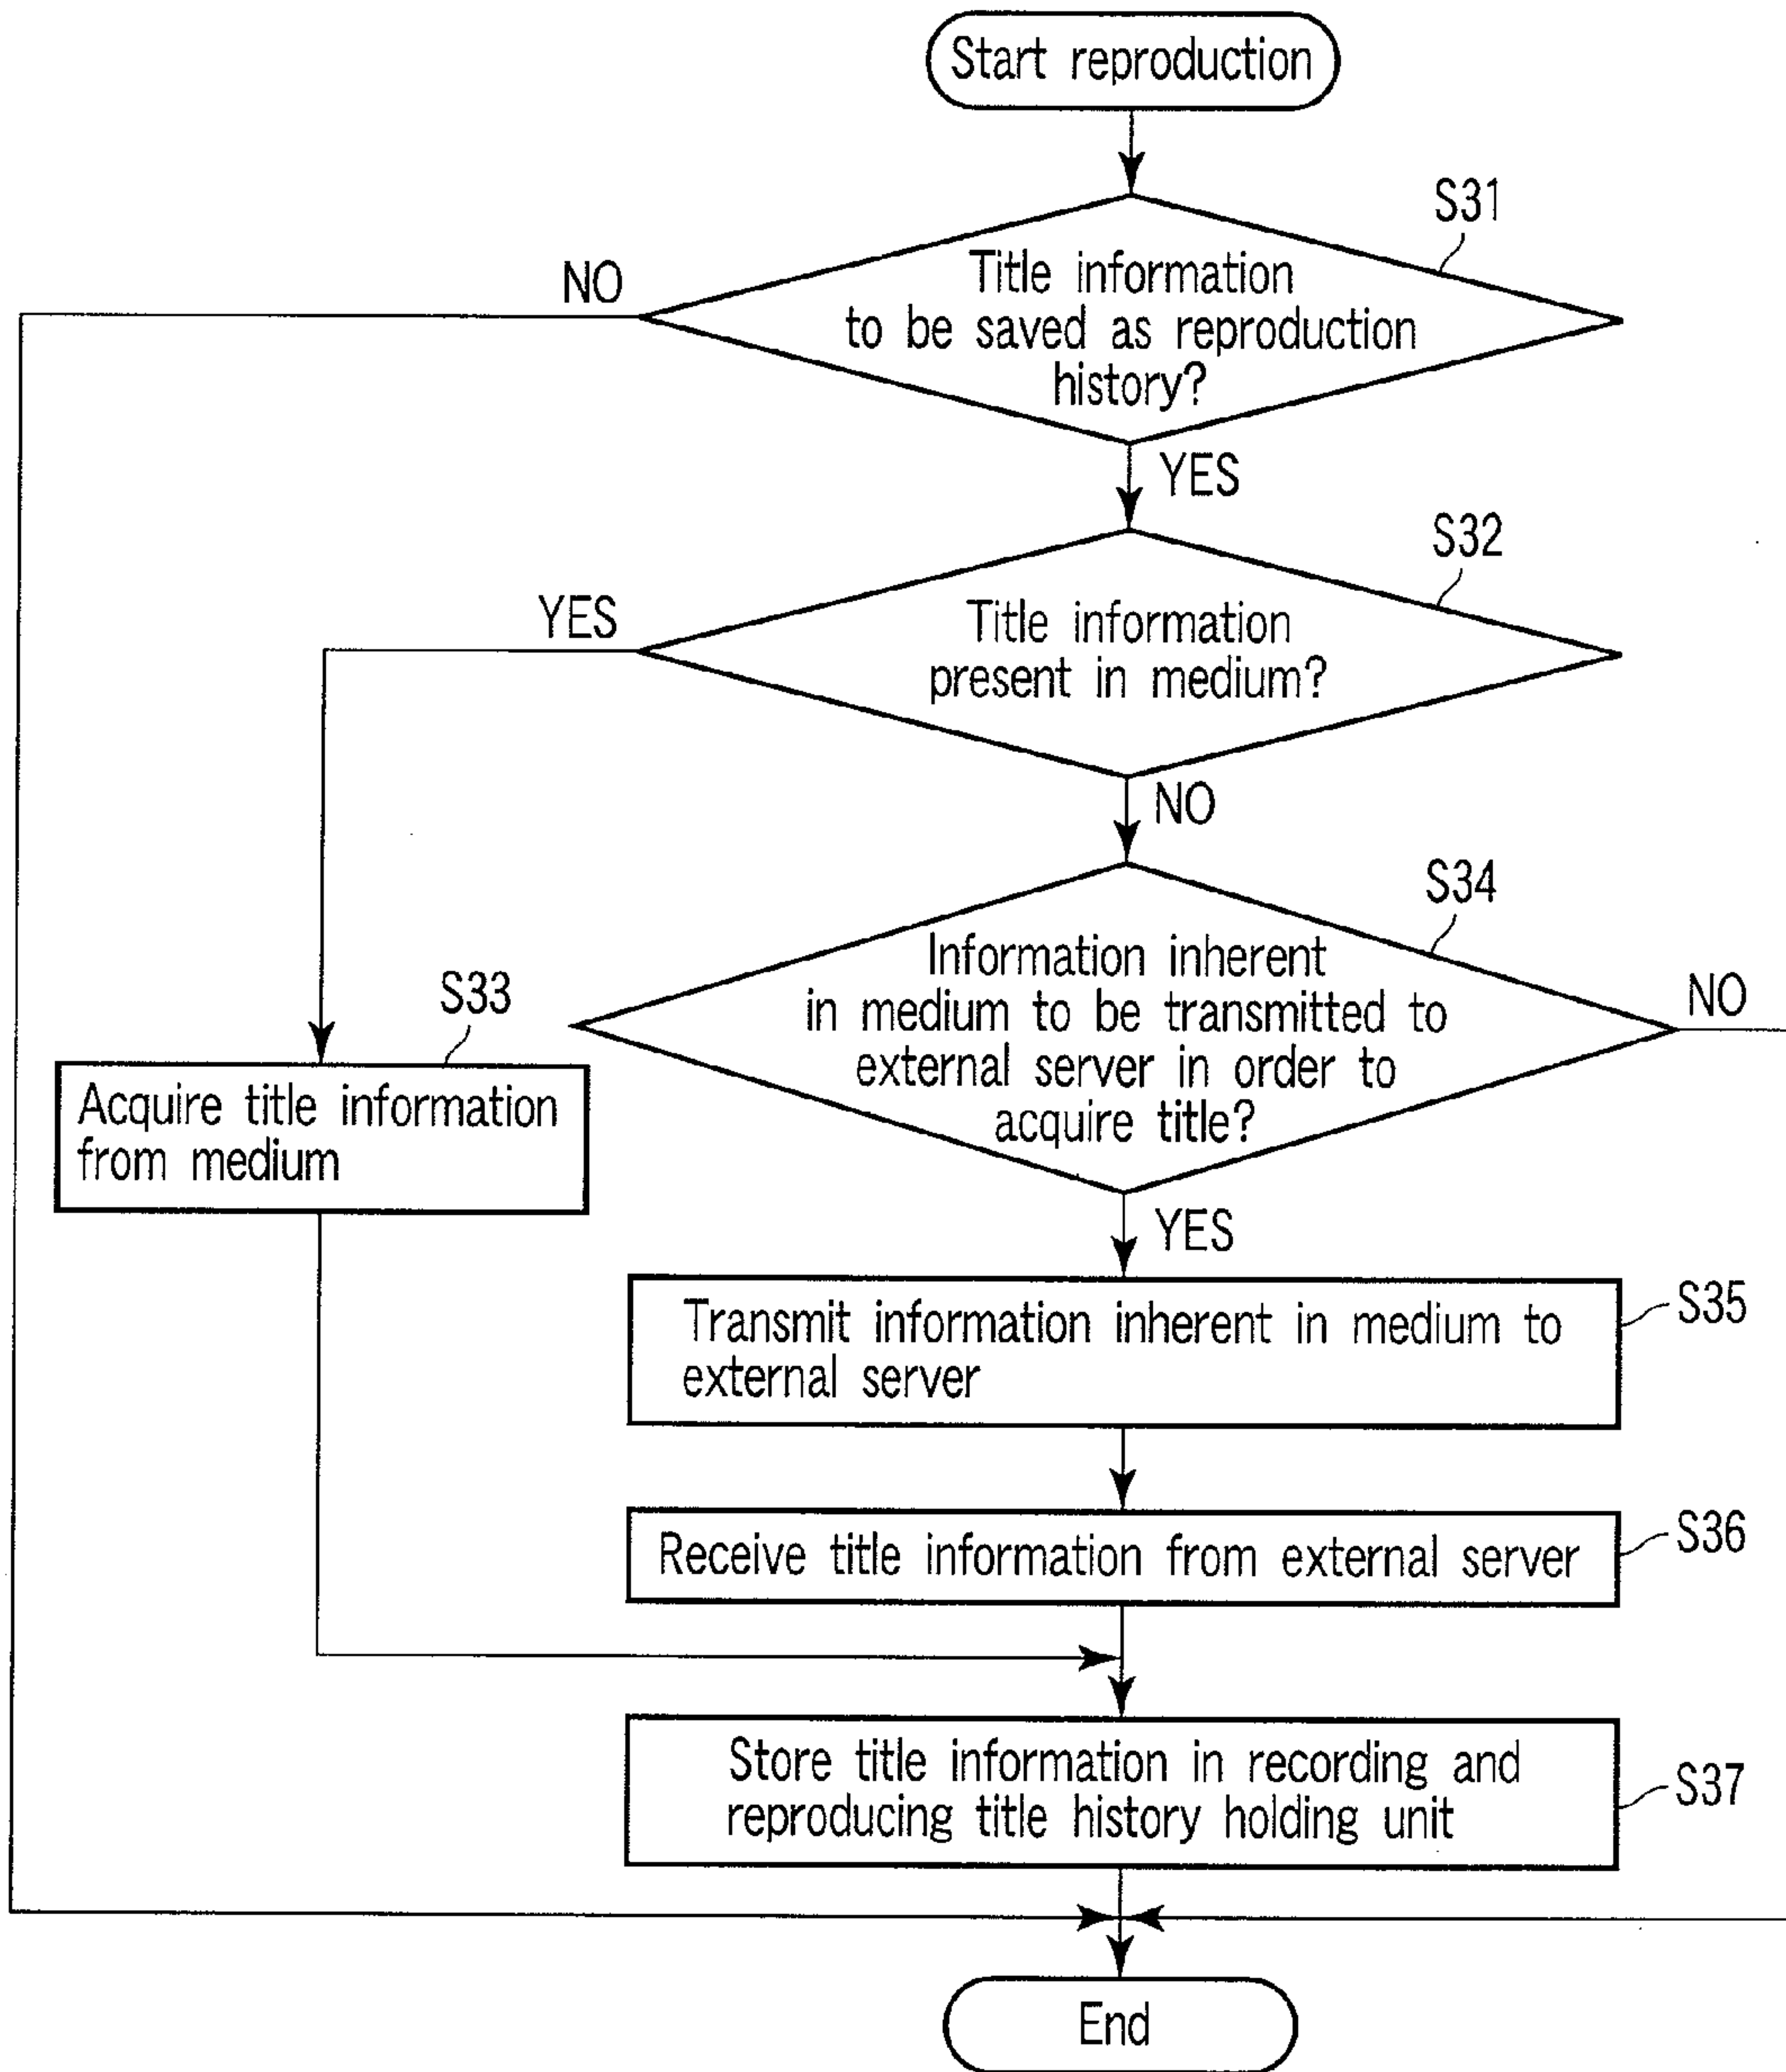 Start reproduction
S31
NO
Title information
to be saved as reproduction
history?
YES
S32
YES
Title information
present in medium?
NO
S34
Information inherent
in medium to be transmitted to
external server in order to
acquire title?
NO
S33
Acquire title information
from medium
YES
S35
Transmit information inherent in medium to
external server
S36
Receive title information from external server
Store title information in recording and
reproducing title history holding unit
S37
End